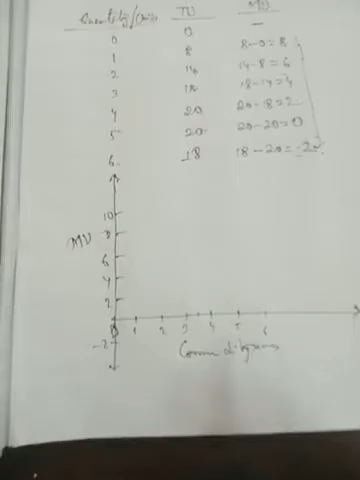 Quantity/(Units) TU MU
0 0 —
1 8 8-0=8
2 14 14-8=6
3 18 18-14=4
4 20 20-18=2
5 20 20-20=0
6 18 18-20=-2
10
MU 8
6
4
2
0 1 2 3 4 5 6
-2